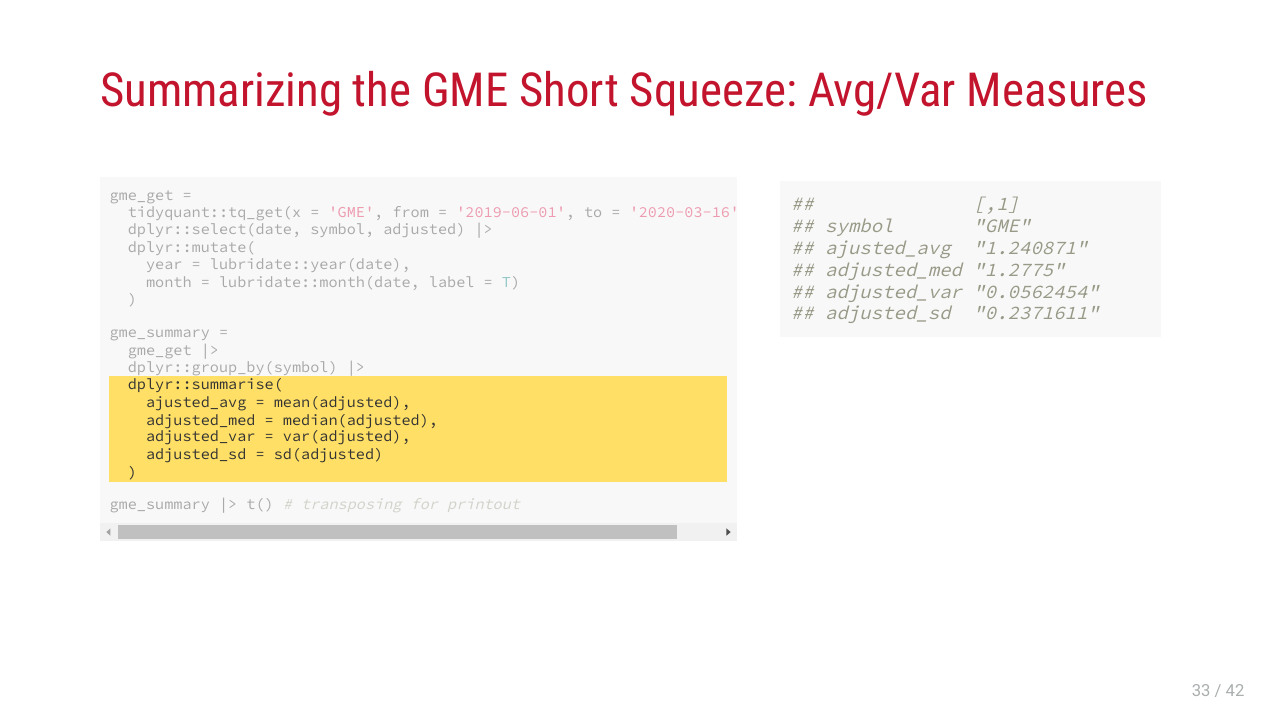 Summarizing the GME Short Squeeze: Avg/Var Measures
gme_get =
  tidyquant::tq_get(x = 'GME', from = '2019-06-01', to = '2020-03-16'
  dplyr::select(date, symbol, adjusted) |>
  dplyr::mutate(
    year = lubridate::year(date),
    month = lubridate::month(date, label = T)
  )
gme_summary =
  gme_get |>
  dplyr::group_by(symbol) |>
  dplyr::summarise(
    ajusted_avg = mean(adjusted),
    adjusted_med = median(adjusted),
    adjusted_var = var(adjusted),
    adjusted_sd = sd(adjusted)
  )
gme_summary |> t() # transposing for printout
##              [,1]
## symbol       "GME"
## ajusted_avg  "1.240871"
## adjusted_med "1.2775"
## adjusted_var "0.0562454"
## adjusted_sd  "0.2371611"
33 / 42